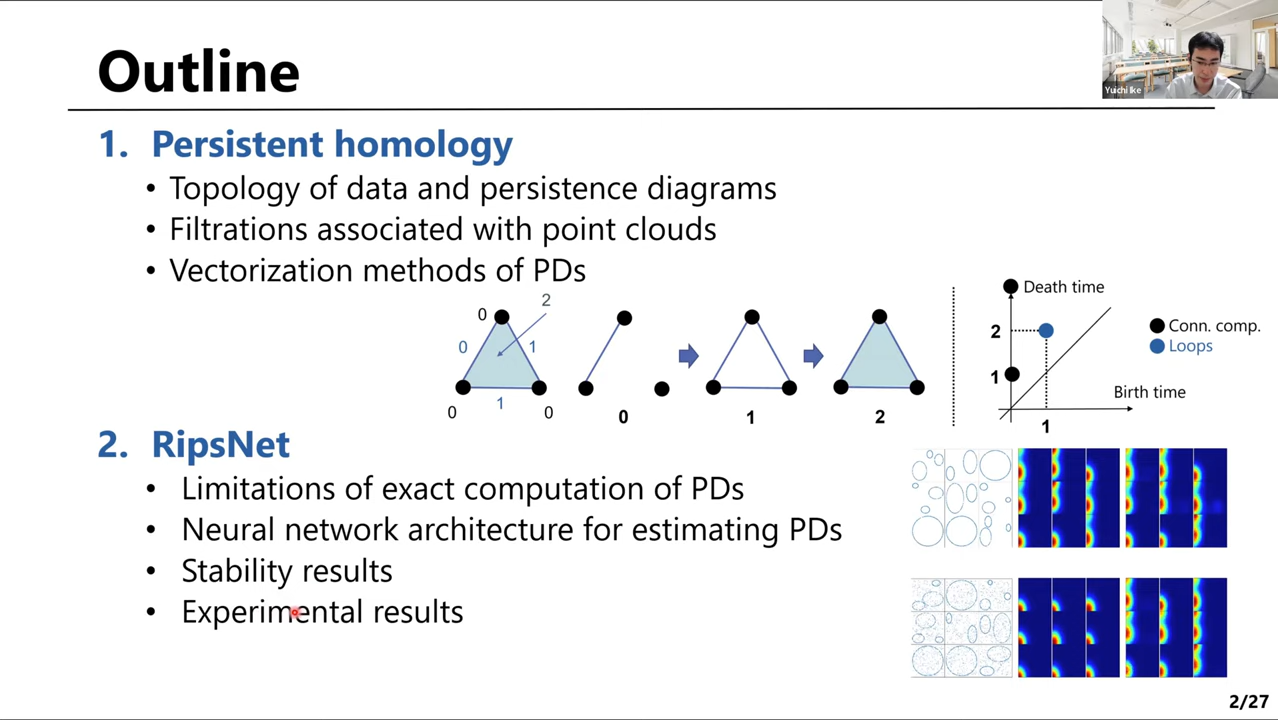 Outline
Yuichi Ike
1. Persistent homology
• Topology of data and persistence diagrams
• Filtrations associated with point clouds
• Vectorization methods of PDs
2
0
0
1
0
1
0
0
1
2
Death time
2
1
Birth time
1
Conn. comp.
Loops
2. RipsNet
• Limitations of exact computation of PDs
• Neural network architecture for estimating PDs
• Stability results
• Experimental results
2/27